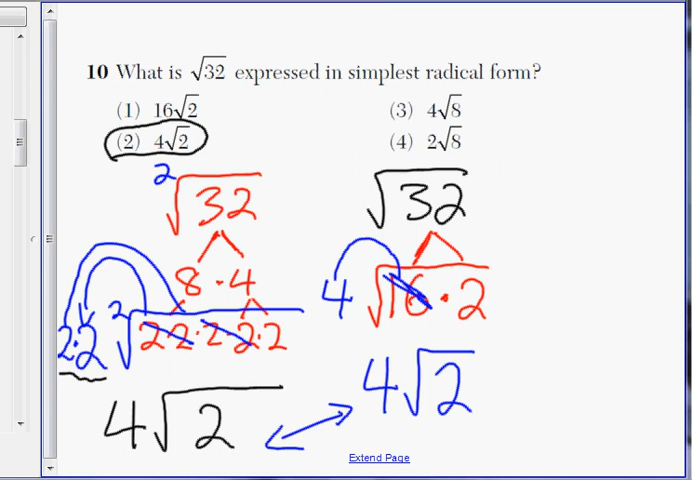 10 What is √32 expressed in simplest radical form?
(1) 16√2
(3) 4√8
(2) 4√2
(4) 2√8
2√32
√32
8 · 4
4 √16 · 2
2·2 2√2·2·2·2·2
4√2
4√2
Extend Page